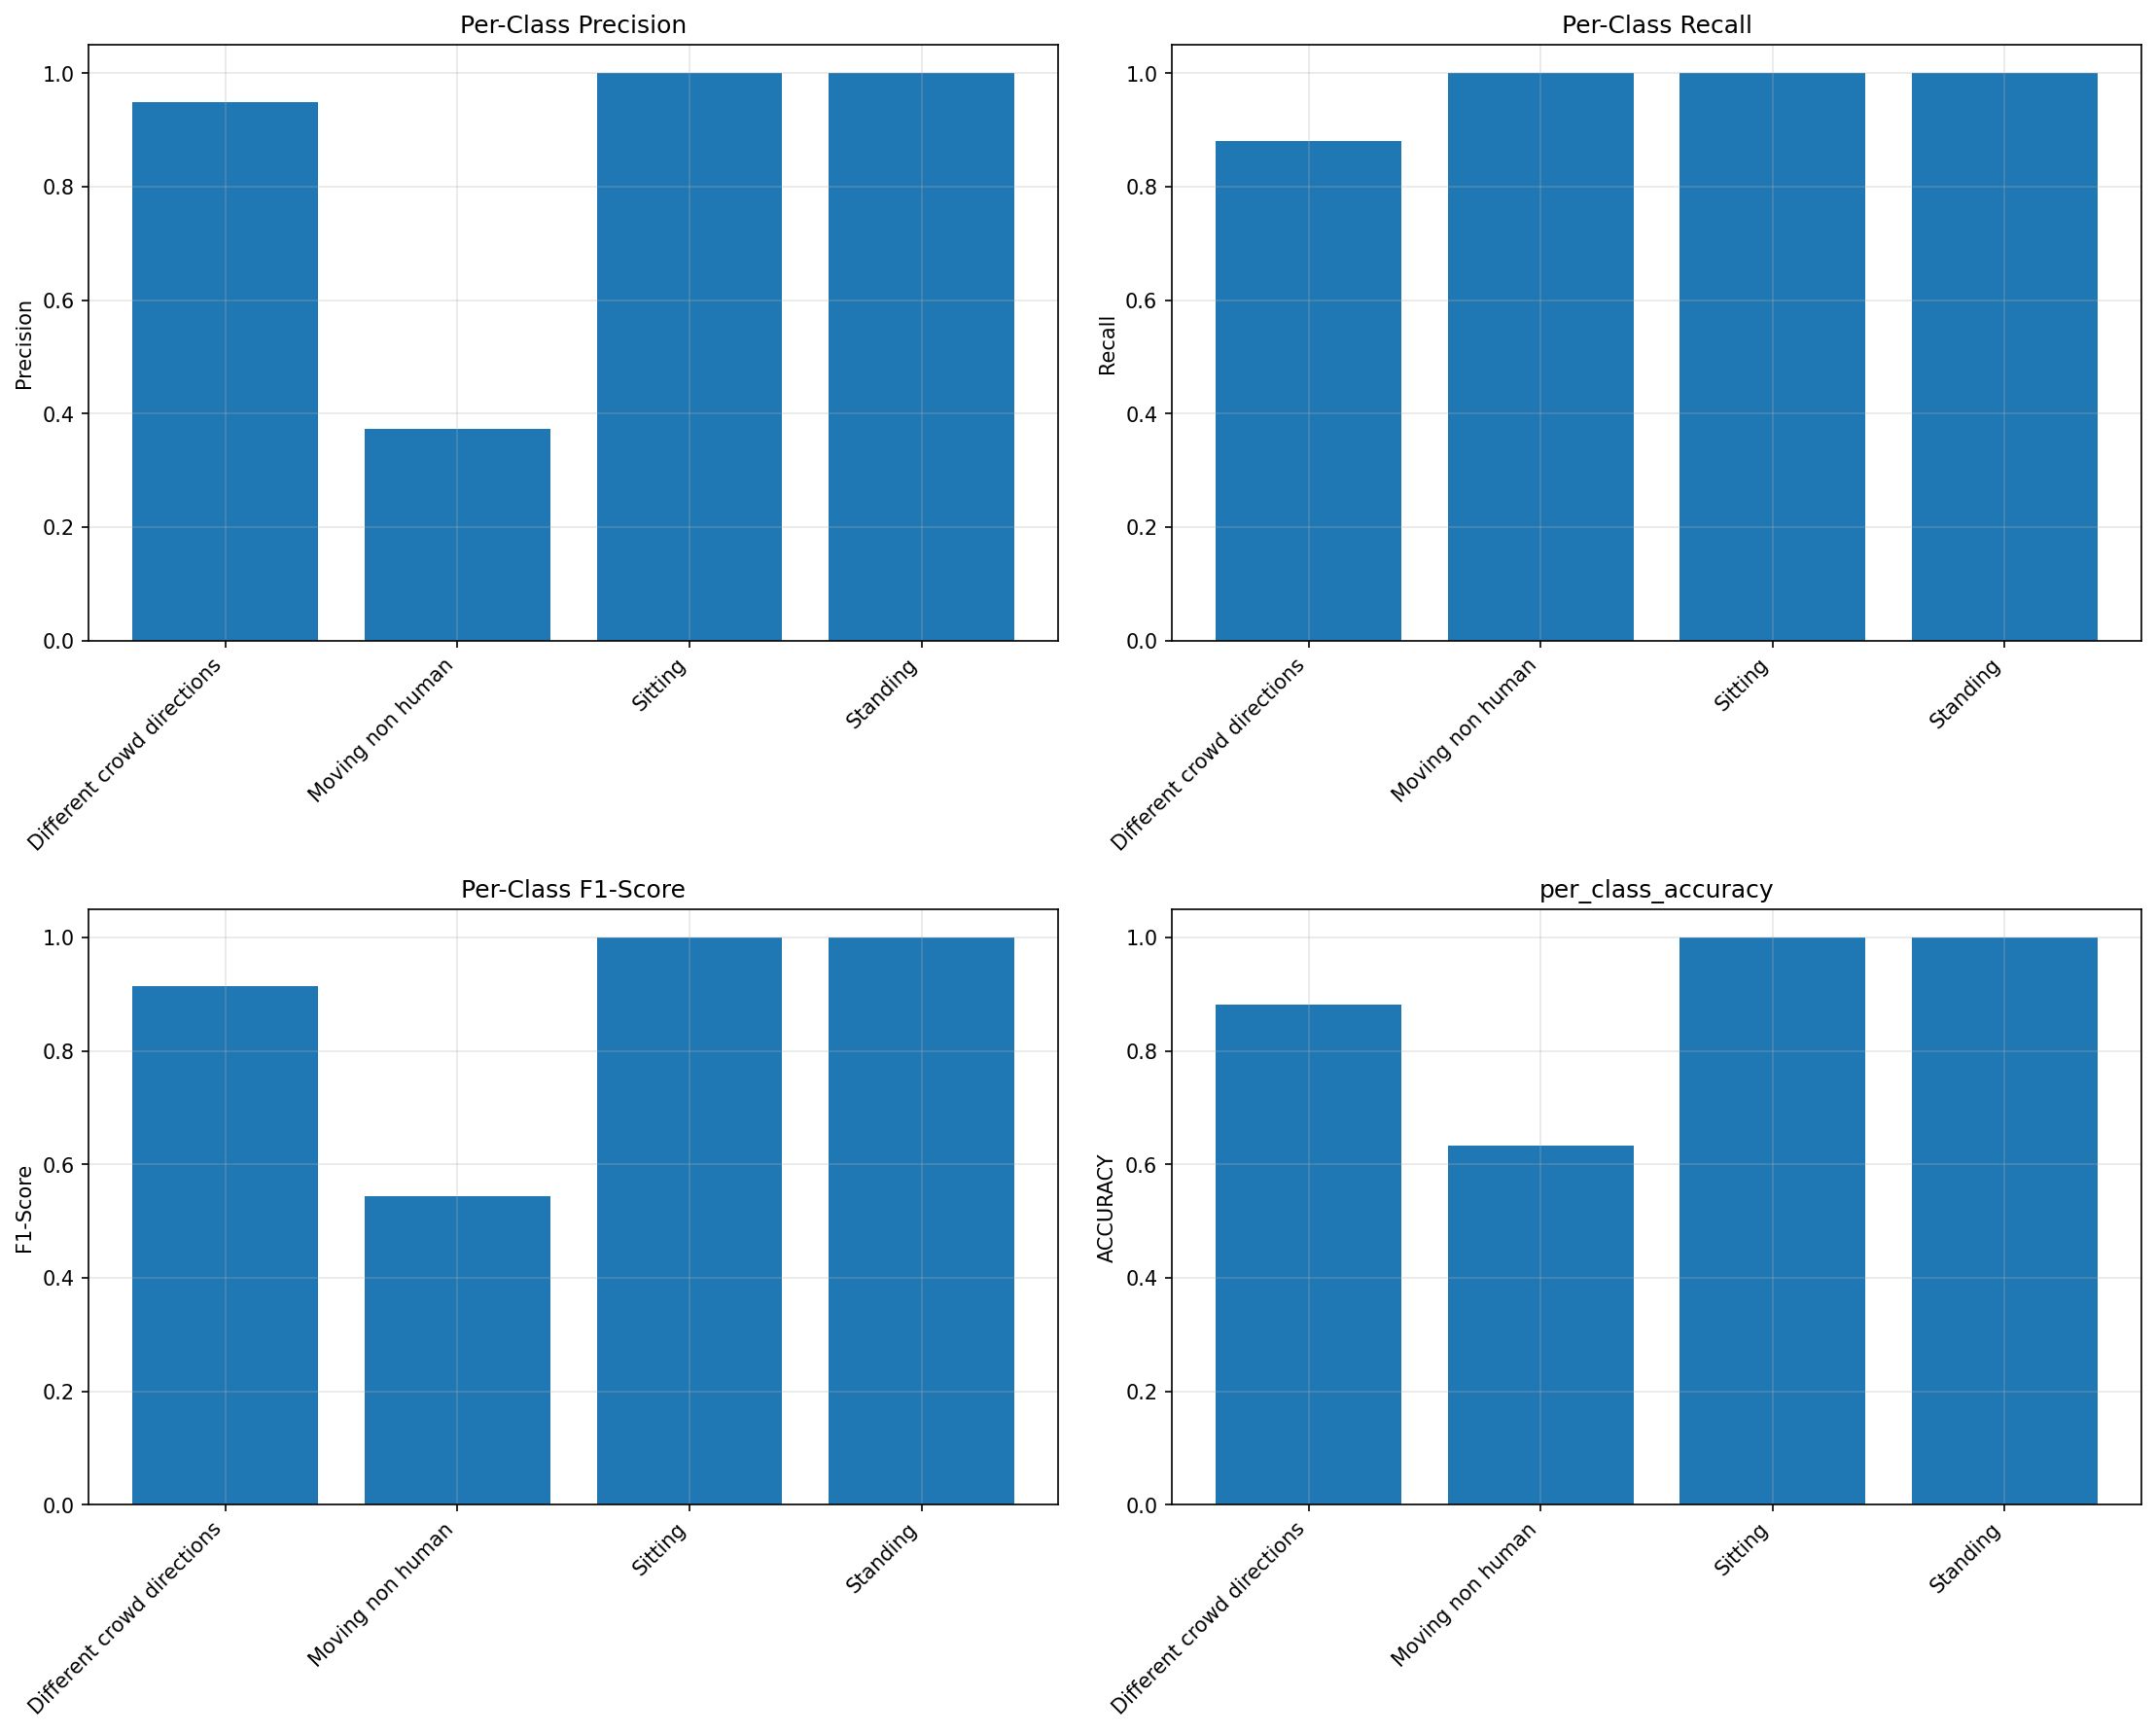 Per-Class Precision
Precision
1.0
0.8
0.6
0.4
0.2
0.0
Different crowd directions
Moving non human
Sitting
Standing
Per-Class Recall
Recall
1.0
0.8
0.6
0.4
0.2
0.0
Different crowd directions
Moving non human
Sitting
Standing
Per-Class F1-Score
F1-Score
1.0
0.8
0.6
0.4
0.2
0.0
Different crowd directions
Moving non human
Sitting
Standing
per_class_accuracy
ACCURACY
1.0
0.8
0.6
0.4
0.2
0.0
Different crowd directions
Moving non human
Sitting
Standing